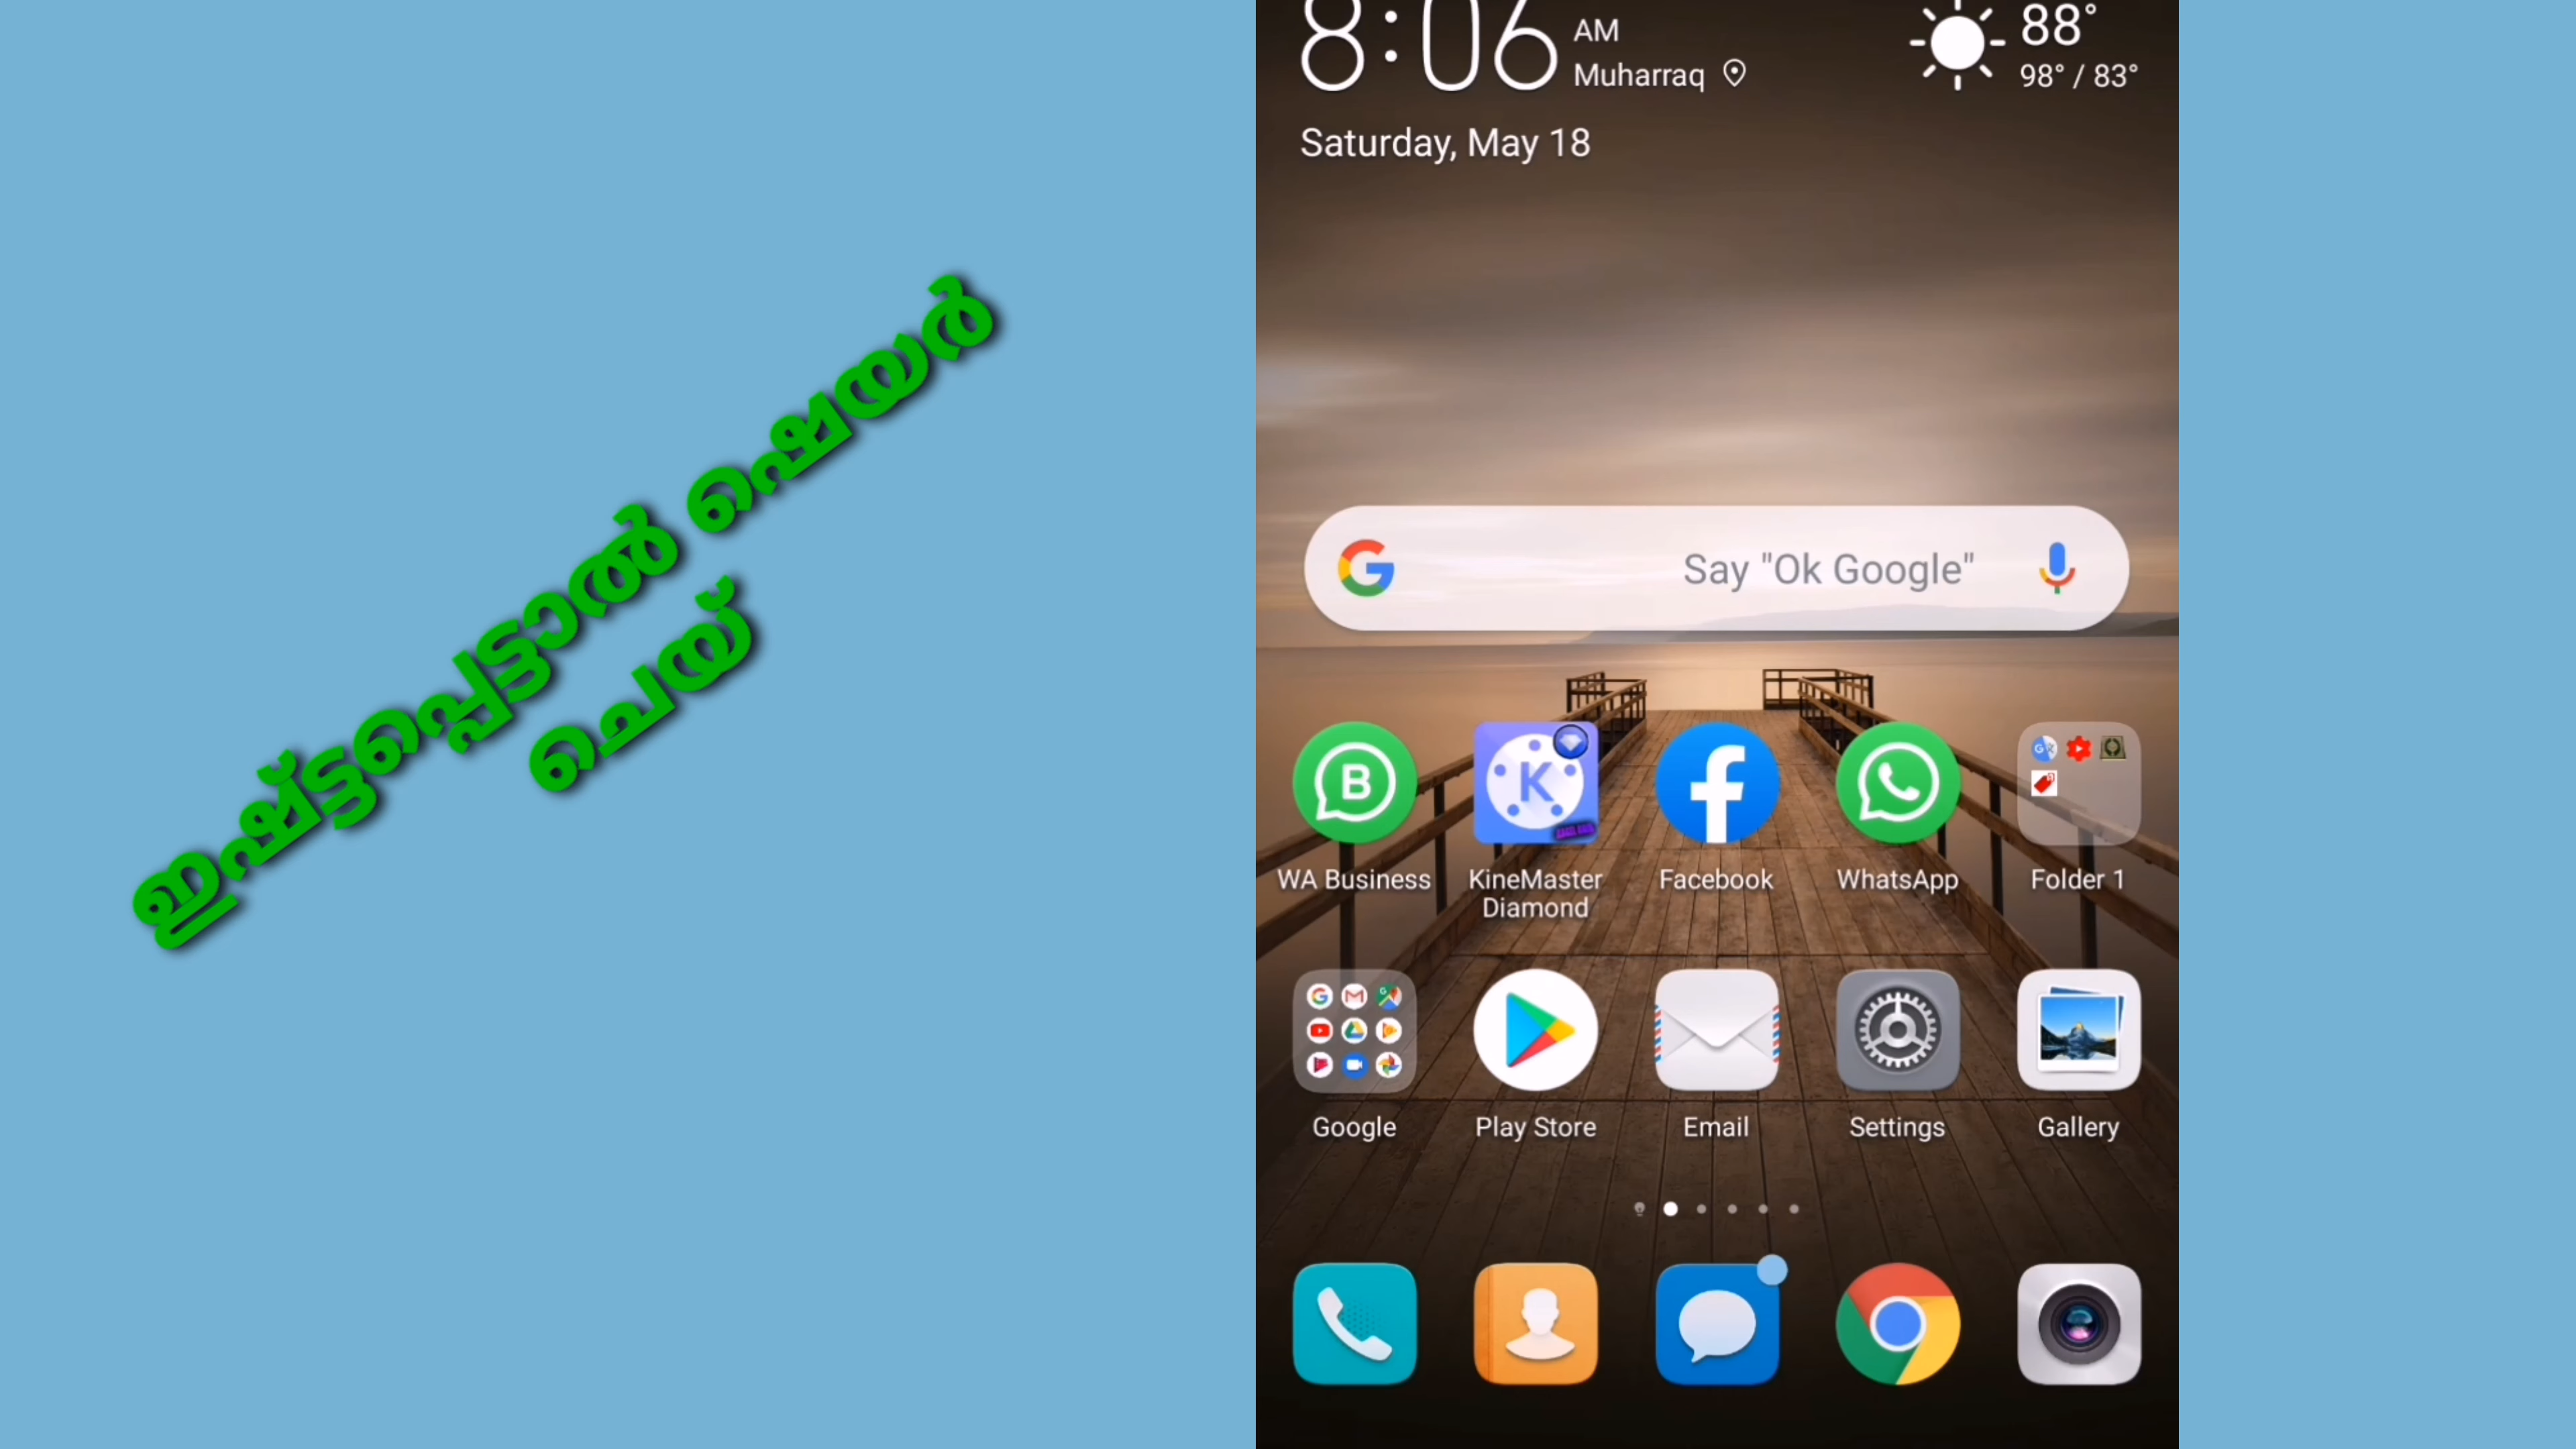 ഇഷ്ട്ടപ്പെട്ടാൽ ഷെയർ
ചെയ്യ്
8:06 AM
Muharraq
Saturday, May 18
88°
98° / 83°
Say "Ok Google"
WA Business
KineMaster
Diamond
Facebook
WhatsApp
Folder 1
Google
Play Store
Email
Settings
Gallery